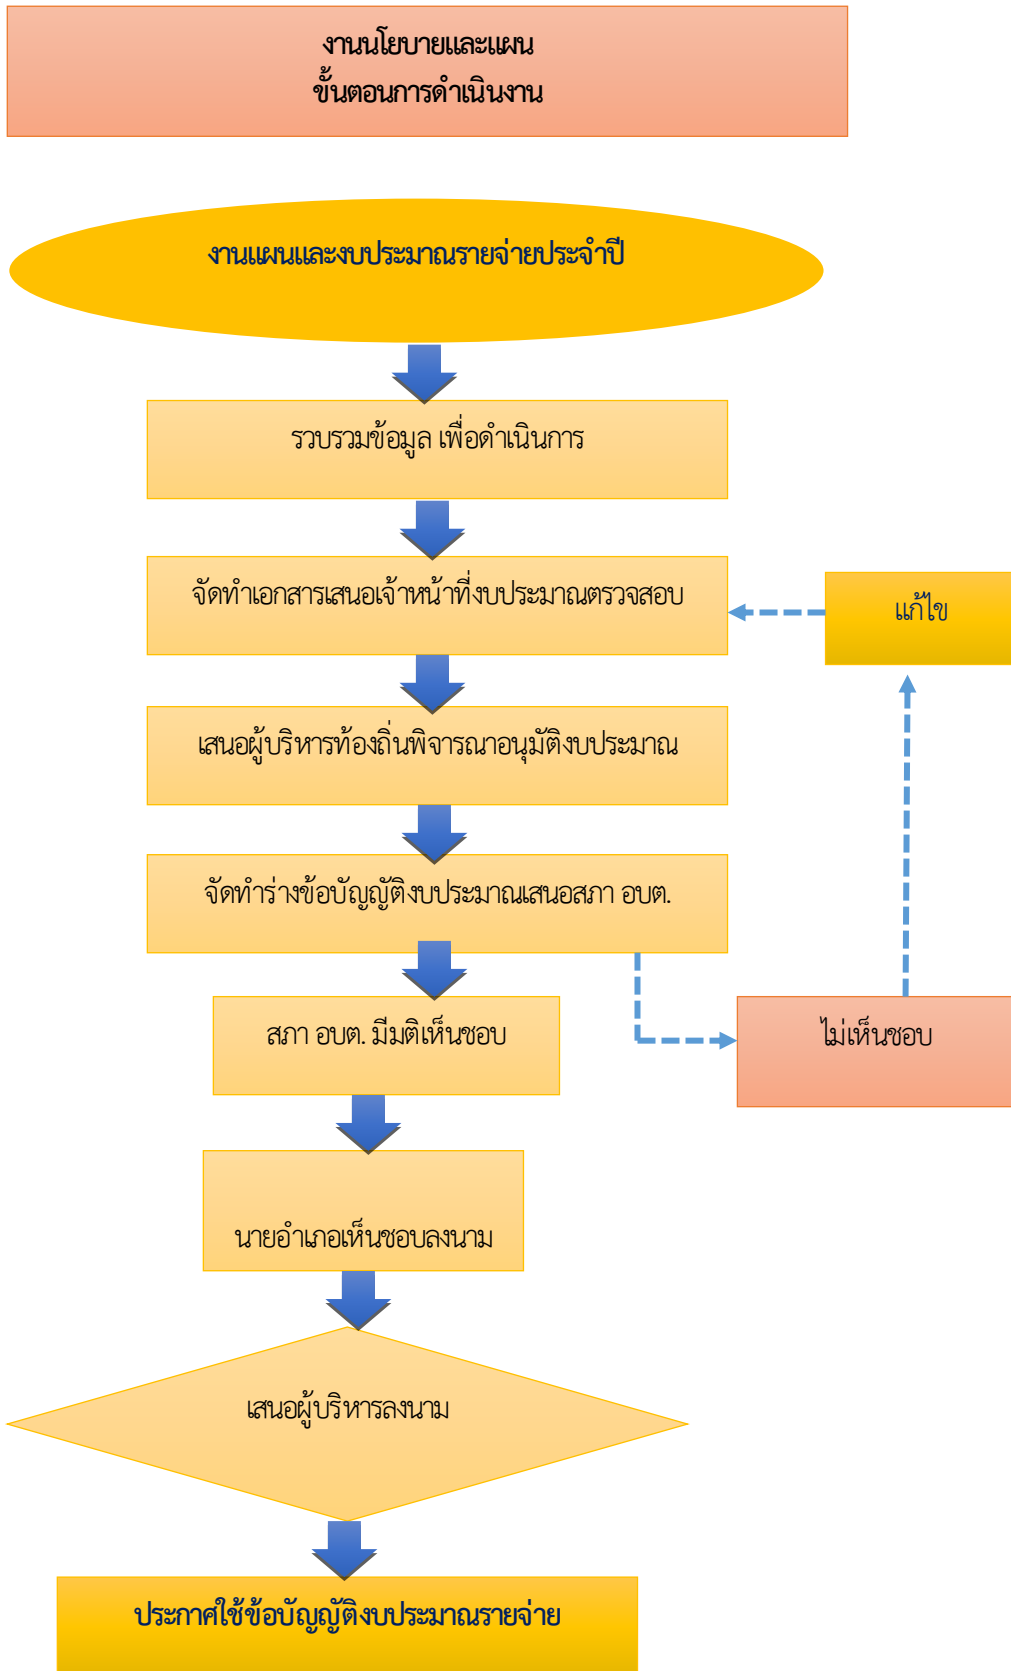 งานนโยบายและแผน
ขั้นตอนการดำเนินงาน
งานแผนและงบประมาณรายจ่ายประจำปี
รวบรวมข้อมูล เพื่อดำเนินการ
จัดทำเอกสารเสนอเจ้าหน้าที่งบประมาณตรวจสอบ
แก้ไข
เสนอผู้บริหารท้องถิ่นพิจารณาอนุมัติงบประมาณ
จัดทำร่างข้อบัญญัติงบประมาณเสนอสภา อบต.
สภา อบต. มีมติเห็นชอบ
ไม่เห็นชอบ
นายอำเภอเห็นชอบลงนาม
เสนอผู้บริหารลงนาม
ประกาศใช้ข้อบัญญัติงบประมาณรายจ่าย